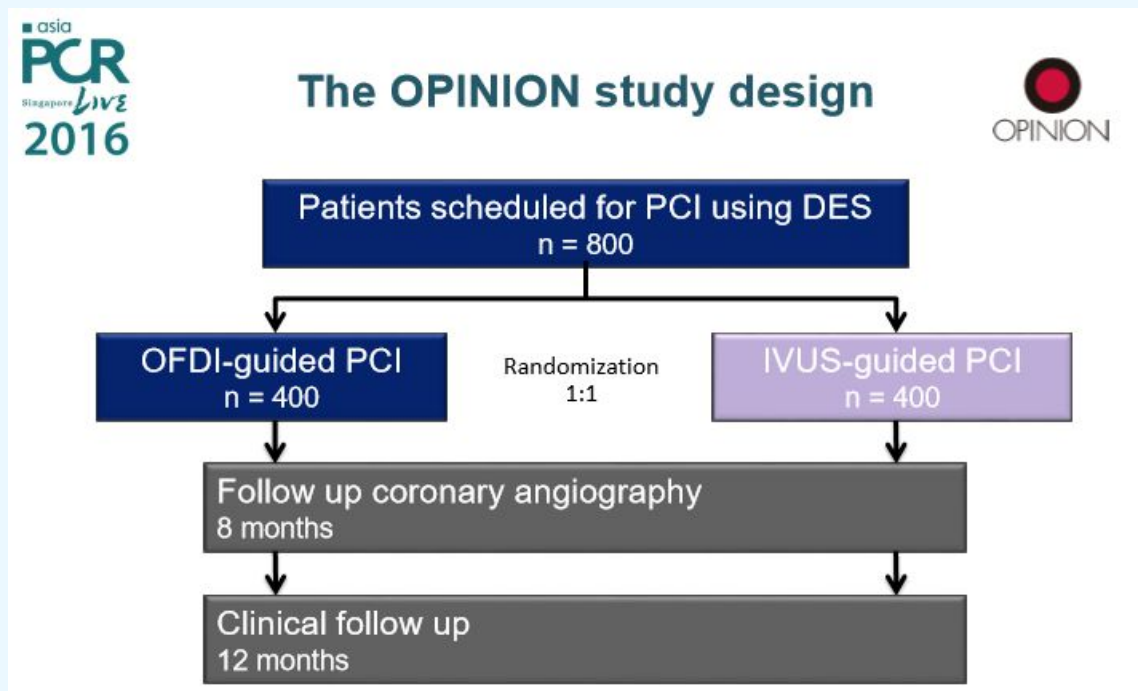 asia
PCR
Singapore LIVE
2016
The OPINION study design
OPINION
Patients scheduled for PCI using DES
n = 800
OFDI-guided PCI
n = 400
Randomization
1:1
IVUS-guided PCI
n = 400
Follow up coronary angiography
8 months
Clinical follow up
12 months